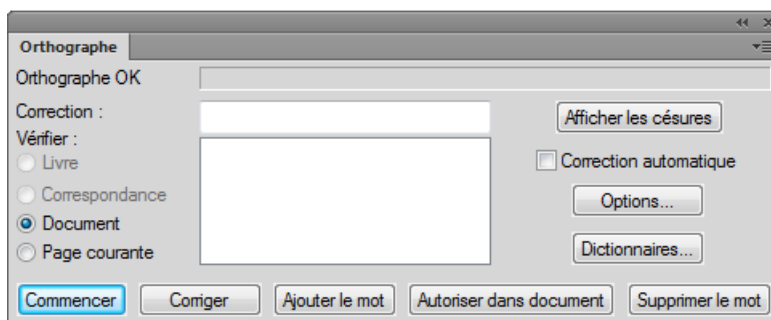 Orthographe
Orthographe OK
Correction :
Afficher les césures
Vérifier :
Livre
Correction automatique
Correspondance
Options...
Document
Page courante
Dictionnaires...
Commencer Corriger Ajouter le mot Autoriser dans document Supprimer le mot